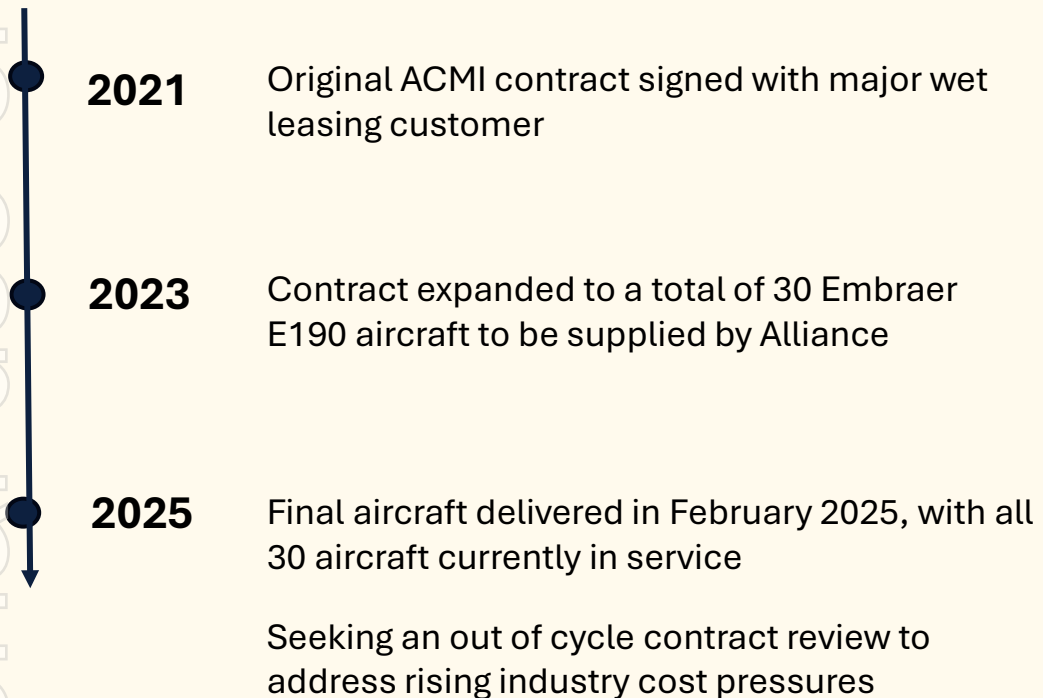 2021
Original ACMI contract signed with major wet
leasing customer
2023
Contract expanded to a total of 30 Embraer
E190 aircraft to be supplied by Alliance
2025
Final aircraft delivered in February 2025, with all
30 aircraft currently in service
Seeking an out of cycle contract review to
address rising industry cost pressures